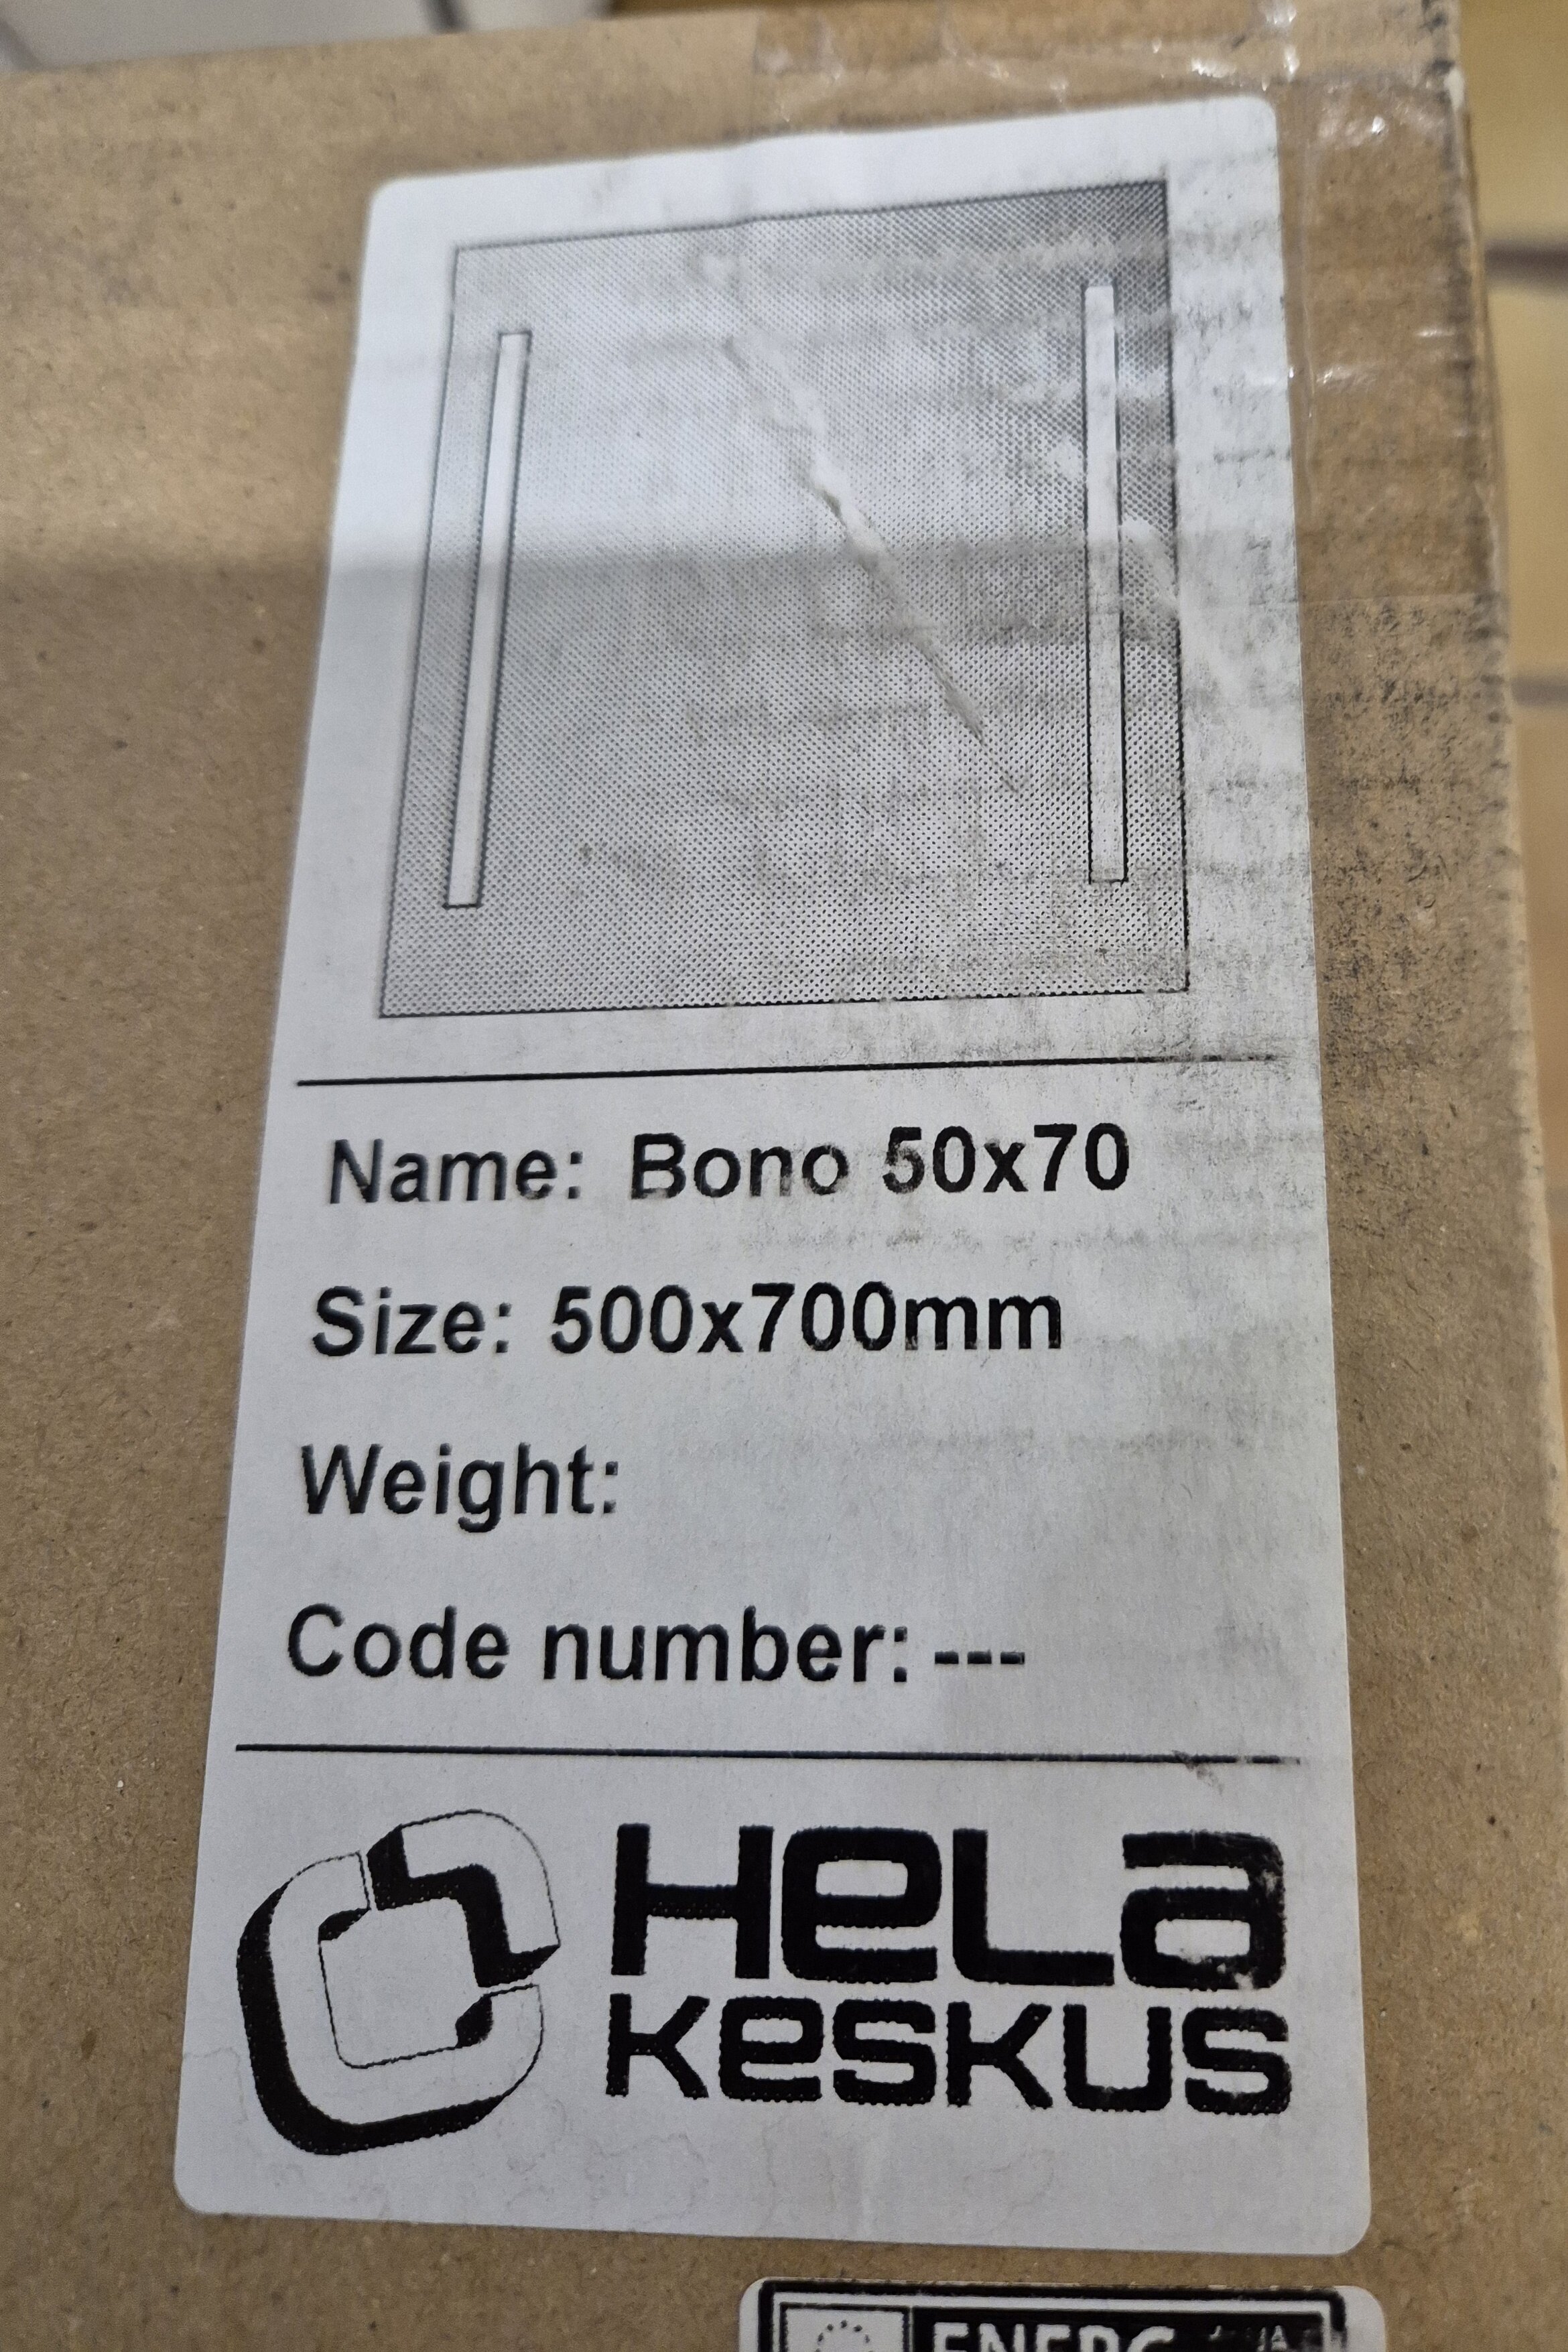 Name: Bono 50x70
Size: 500x700mm
Weight:
Code number: ---
HeLa
KeSKUS